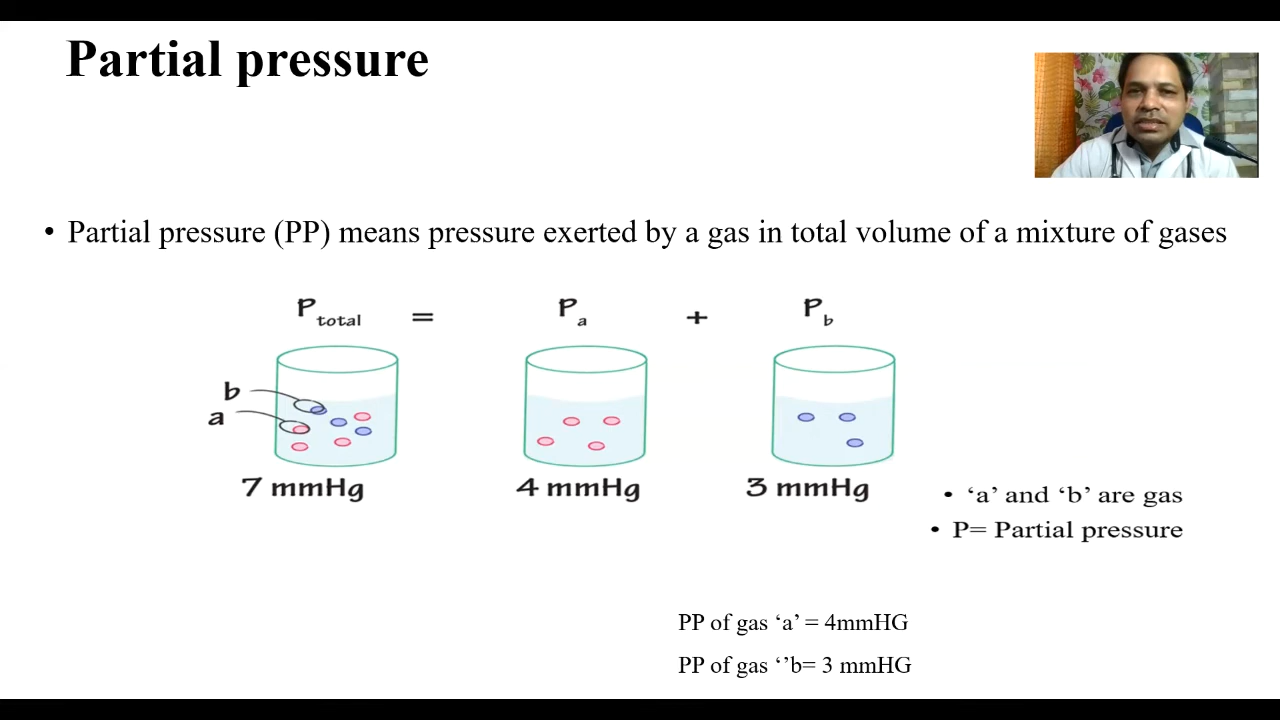 Partial pressure
• Partial pressure (PP) means pressure exerted by a gas in total volume of a mixture of gases
P total = P a + P b
b
a
7 mmHg 4 mmHg 3 mmHg
• ‘a’ and ‘b’ are gas
• P= Partial pressure
PP of gas ‘a’ = 4mmHG
PP of gas ‘’b= 3 mmHG